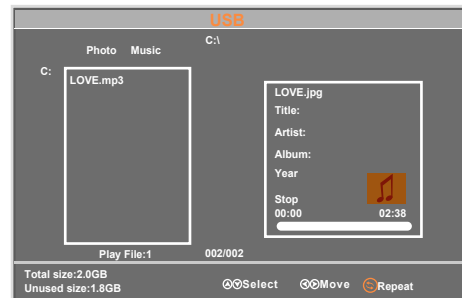 USB
C:\
Photo Music
C:
LOVE.mp3
LOVE.jpg
Title:
Artist:
Album:
Year
Stop
00:00 02:38
Play File:1 002/002
Total size:2.0GB
Unused size:1.8GB
Select Move Repeat